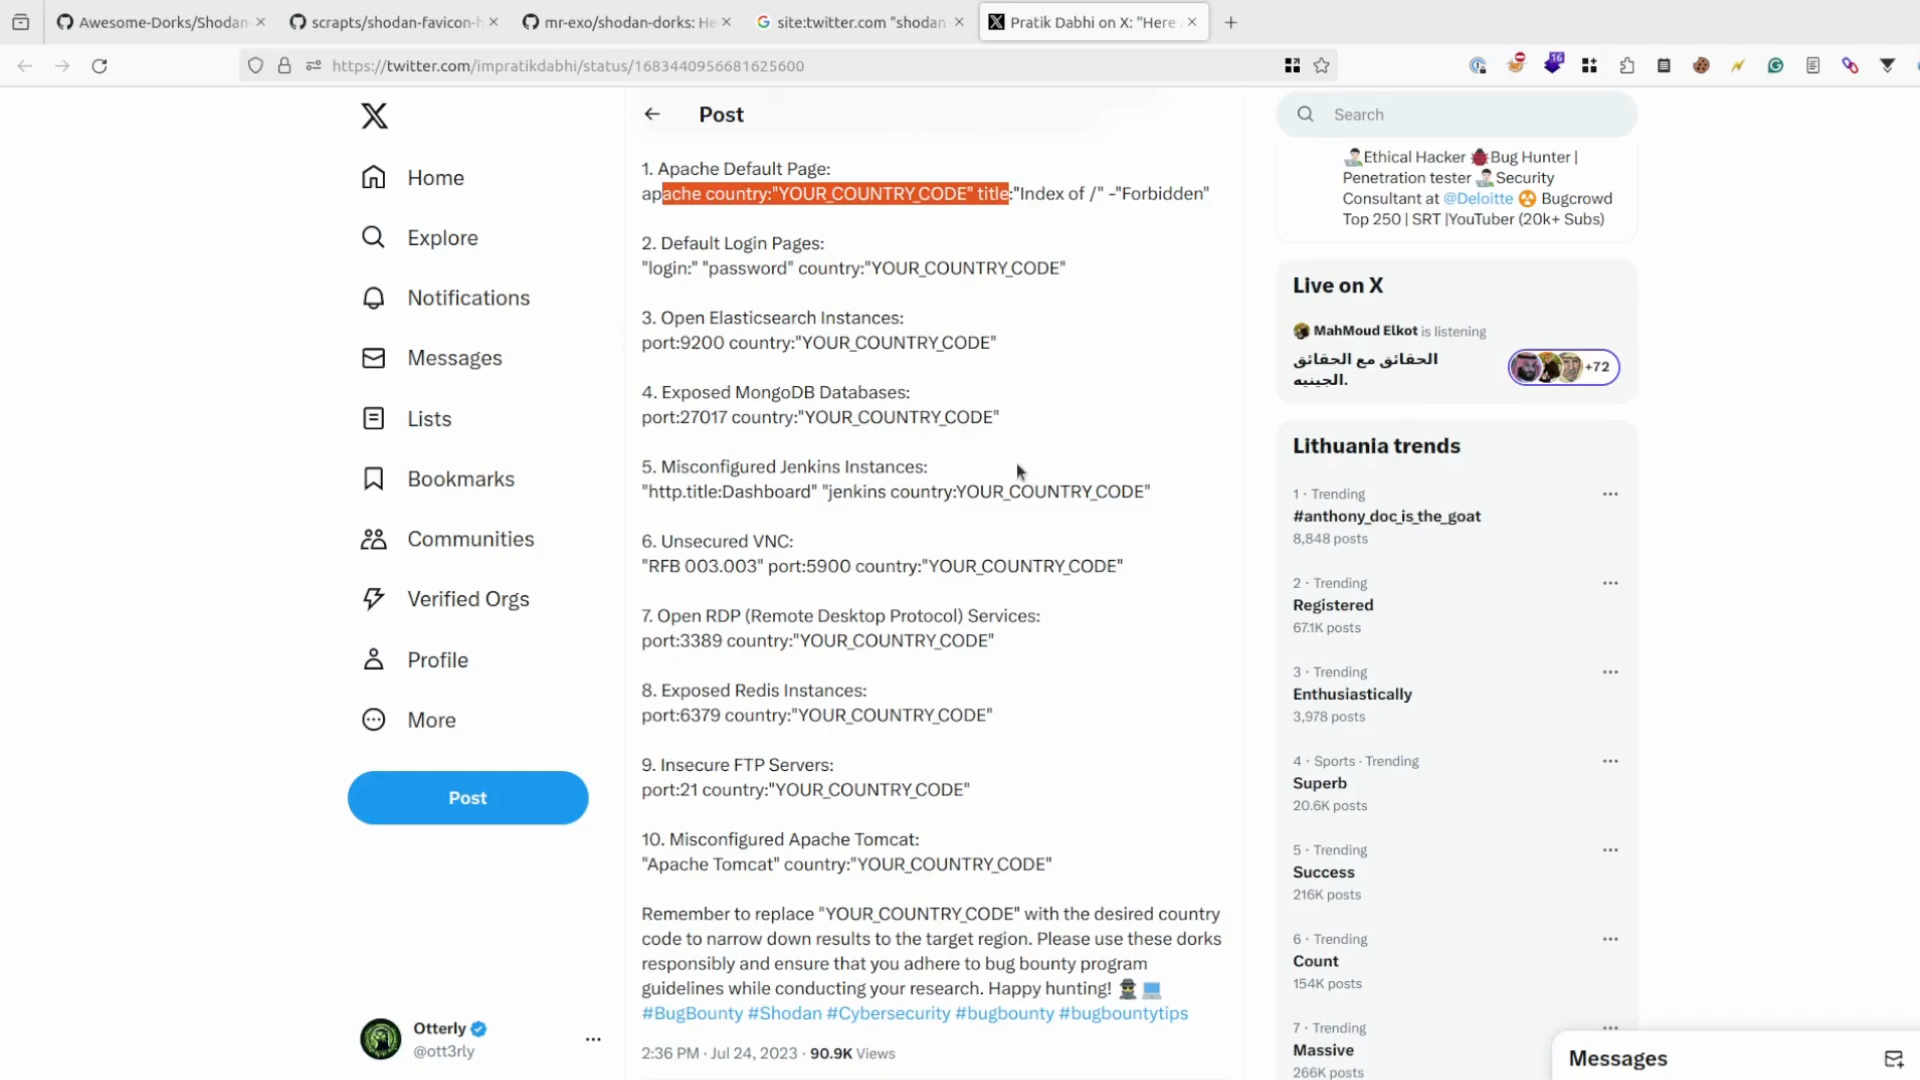 Awesome-Dorks/Shodan
scrapts/shodan-favicon-h
mr-exo/shodan-dorks: He
site:twitter.com "shodan
Pratik Dabhi on X: "Here
https://twitter.com/impratikdabhi/status/1683440956681625600
16
Home
Explore
Notifications
Messages
Lists
Bookmarks
Communities
Verified Orgs
Profile
More
Post
Otterly
@ott3rly
Post
1. Apache Default Page:
apache country:"YOUR_COUNTRY_CODE" title:"Index of /" -"Forbidden"
2. Default Login Pages:
"login:" "password" country:"YOUR_COUNTRY_CODE"
3. Open Elasticsearch Instances:
port:9200 country:"YOUR_COUNTRY_CODE"
4. Exposed MongoDB Databases:
port:27017 country:"YOUR_COUNTRY_CODE"
5. Misconfigured Jenkins Instances:
"http.title:Dashboard" "jenkins country:YOUR_COUNTRY_CODE"
6. Unsecured VNC:
"RFB 003.003" port:5900 country:"YOUR_COUNTRY_CODE"
7. Open RDP (Remote Desktop Protocol) Services:
port:3389 country:"YOUR_COUNTRY_CODE"
8. Exposed Redis Instances:
port:6379 country:"YOUR_COUNTRY_CODE"
9. Insecure FTP Servers:
port:21 country:"YOUR_COUNTRY_CODE"
10. Misconfigured Apache Tomcat:
"Apache Tomcat" country:"YOUR_COUNTRY_CODE"
Remember to replace "YOUR_COUNTRY_CODE" with the desired country
code to narrow down results to the target region. Please use these dorks
responsibly and ensure that you adhere to bug bounty program
guidelines while conducting your research. Happy hunting! 🕵️💻
#BugBounty #Shodan #Cybersecurity #bugbounty #bugbountytips
2:36 PM · Jul 24, 2023 · 90.9K Views
Search
Ethical Hacker 🐞Bug Hunter |
Penetration tester Security
Consultant at @Deloitte ☢️ Bugcrowd
Top 250 | SRT |YouTuber (20k+ Subs)
Live on X
MahMoud Elkot is listening
الحقائق مع الحقائق
الجينيه.
+72
Lithuania trends
1 · Trending
#anthony_doc_is_the_goat
8,848 posts
2 · Trending
Registered
67.1K posts
3 · Trending
Enthusiastically
3,978 posts
4 · Sports · Trending
Superb
20.6K posts
5 · Trending
Success
216K posts
6 · Trending
Count
154K posts
7 · Trending
Massive
266K posts
Messages